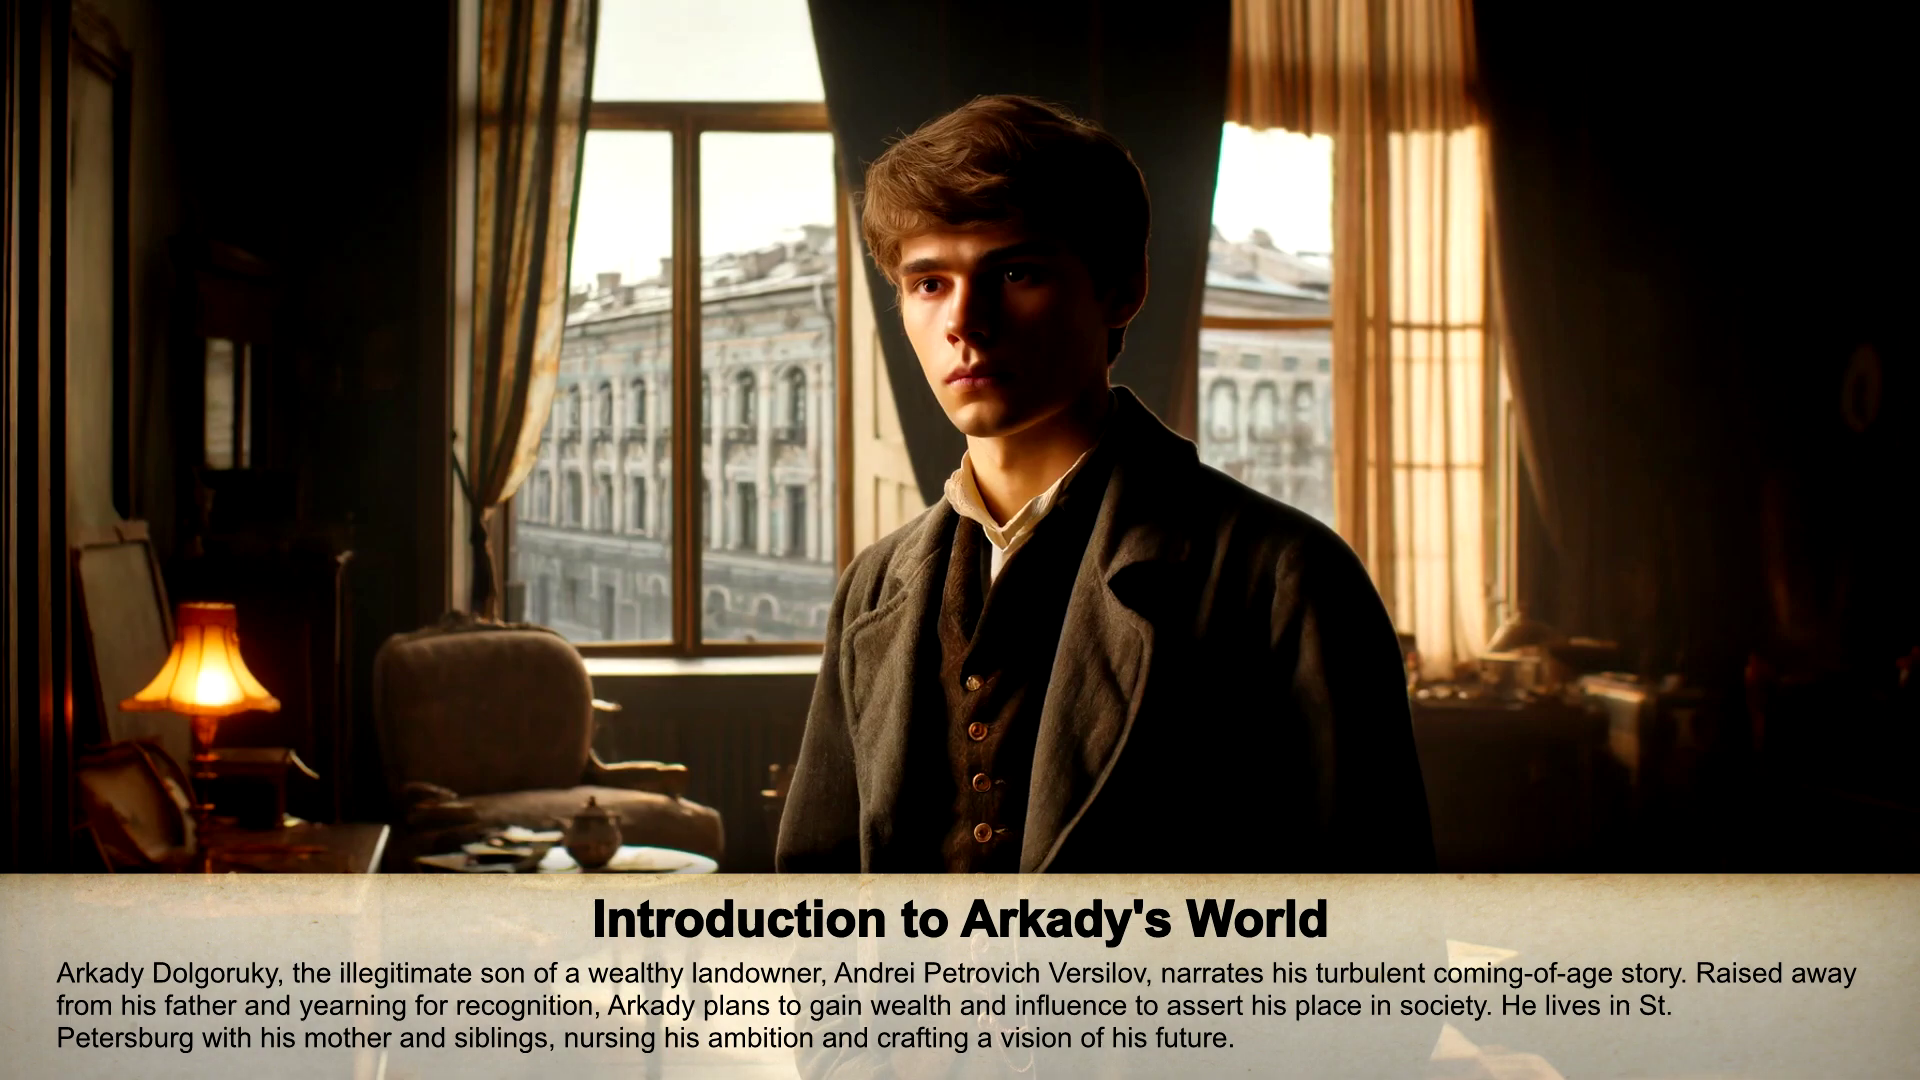 Introduction to Arkady's World
Arkady Dolgoruky, the illegitimate son of a wealthy landowner, Andrei Petrovich Versilov, narrates his turbulent coming-of-age story. Raised away
from his father and yearning for recognition, Arkady plans to gain wealth and influence to assert his place in society. He lives in St.
Petersburg with his mother and siblings, nursing his ambition and crafting a vision of his future.